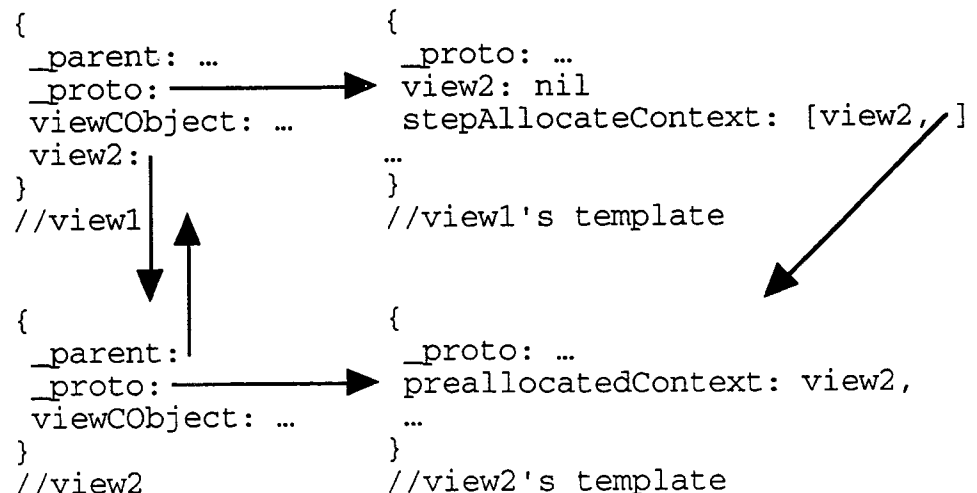 {
_parent: …
_proto:
viewCObject: …
view2:
}
//view1
{
_proto: …
view2: nil
stepAllocateContext: [view2, ]
…
}
//view1's template
{
_parent:
_proto:
viewCObject: …
}
//view2
{
_proto: …
preallocatedContext: view2,
…
}
//view2's template